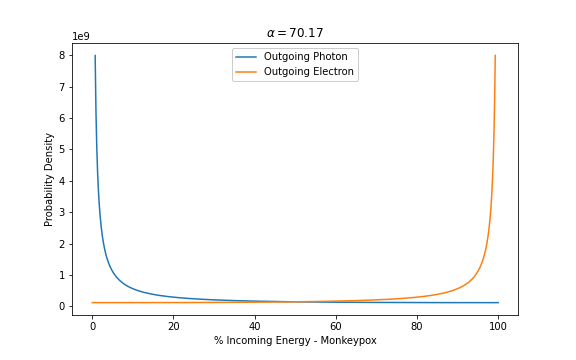 α = 70.17
1e9
Outgoing Photon
Outgoing Electron
8
7
6
5
4
3
2
1
0
Probability Density
0 20 40 60 80 100
% Incoming Energy - Monkeypox